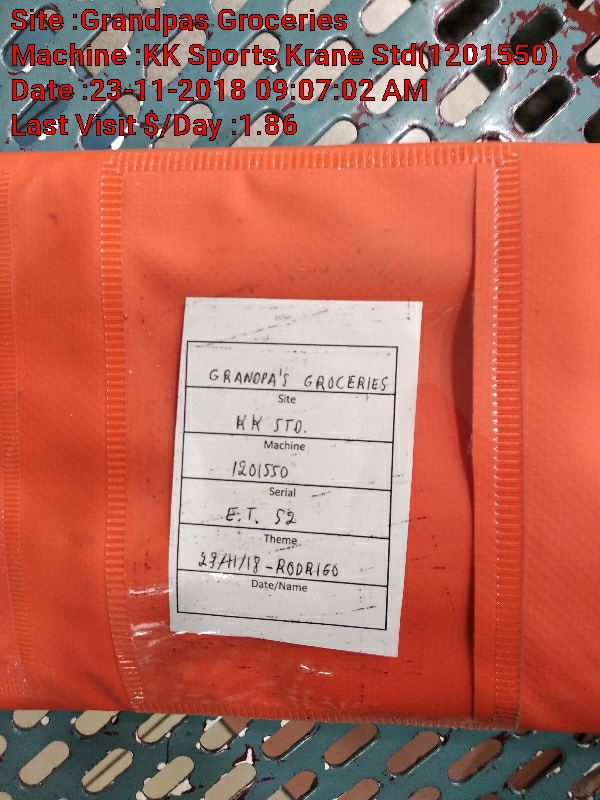 Site :Grandpas Groceries
Machine :KK Sports Krane Std(1201550)
Date :23-11-2018 09:07:02 AM
Last Visit $/Day :1.86
GRANDPA'S GROCERIES
Site
KK STD.
Machine
1201550
Serial
E.T. 52
Theme
23/11/18 - RODRIGO
Date/Name